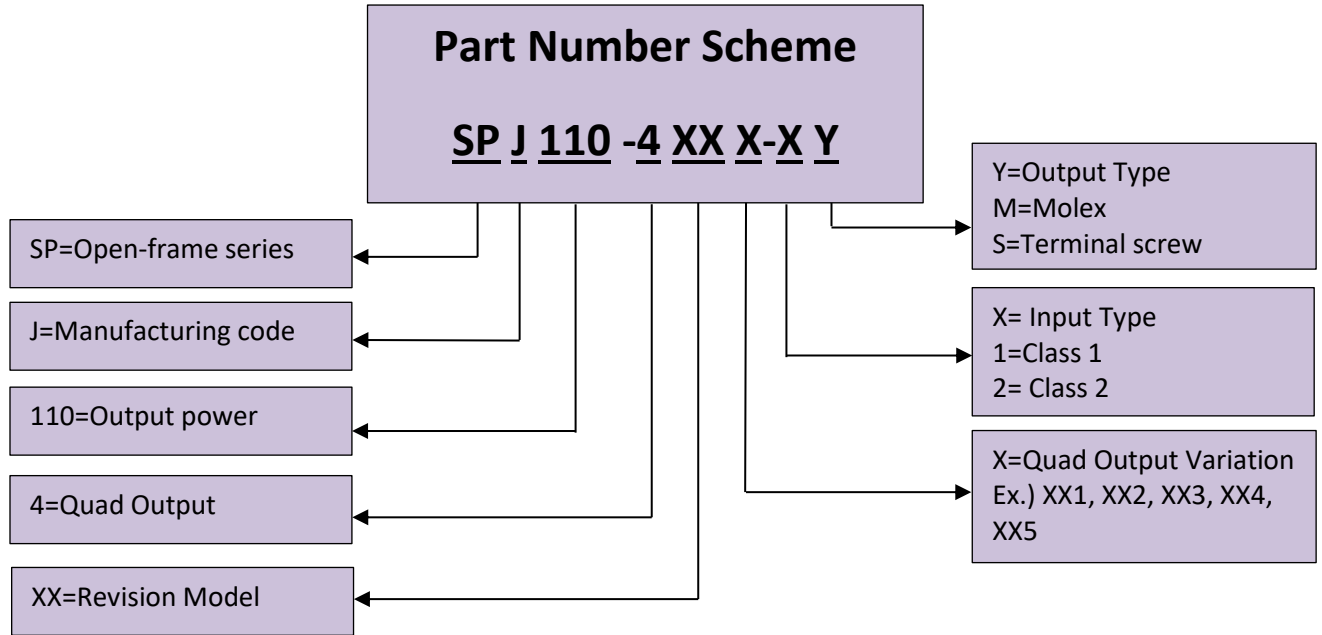 Part Number Scheme
SP J 110 -4 XX X-X Y
SP=Open-frame series
J=Manufacturing code
110=Output power
4=Quad Output
XX=Revision Model
Y=Output Type
M=Molex
S=Terminal screw
X= Input Type
1=Class 1
2= Class 2
X=Quad Output Variation
Ex.) XX1, XX2, XX3, XX4,
XX5